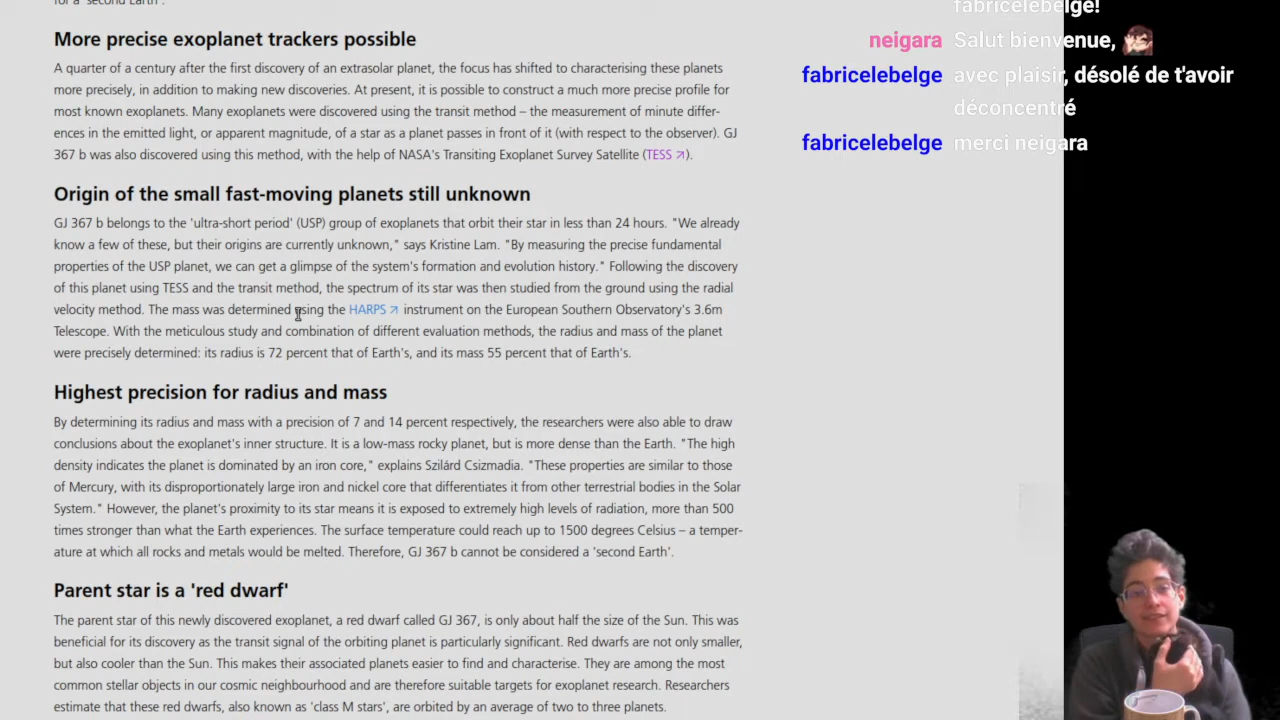 for a 'second Earth'.
More precise exoplanet trackers possible
A quarter of a century after the first discovery of an extrasolar planet, the focus has shifted to characterising these planets
more precisely, in addition to making new discoveries. At present, it is possible to construct a much more precise profile for
most known exoplanets. Many exoplanets were discovered using the transit method – the measurement of minute differ-
ences in the emitted light, or apparent magnitude, of a star as a planet passes in front of it (with respect to the observer). GJ
367 b was also discovered using this method, with the help of NASA's Transiting Exoplanet Survey Satellite (TESS ↗).
Origin of the small fast-moving planets still unknown
GJ 367 b belongs to the 'ultra-short period' (USP) group of exoplanets that orbit their star in less than 24 hours. "We already
know a few of these, but their origins are currently unknown," says Kristine Lam. "By measuring the precise fundamental
properties of the USP planet, we can get a glimpse of the system's formation and evolution history." Following the discovery
of this planet using TESS and the transit method, the spectrum of its star was then studied from the ground using the radial
velocity method. The mass was determined using the HARPS ↗ instrument on the European Southern Observatory's 3.6m
Telescope. With the meticulous study and combination of different evaluation methods, the radius and mass of the planet
were precisely determined: its radius is 72 percent that of Earth's, and its mass 55 percent that of Earth's.
Highest precision for radius and mass
By determining its radius and mass with a precision of 7 and 14 percent respectively, the researchers were also able to draw
conclusions about the exoplanet's inner structure. It is a low-mass rocky planet, but is more dense than the Earth. "The high
density indicates the planet is dominated by an iron core," explains Szilárd Csizmadia. "These properties are similar to those
of Mercury, with its disproportionately large iron and nickel core that differentiates it from other terrestrial bodies in the Solar
System." However, the planet's proximity to its star means it is exposed to extremely high levels of radiation, more than 500
times stronger than what the Earth experiences. The surface temperature could reach up to 1500 degrees Celsius – a temper-
ature at which all rocks and metals would be melted. Therefore, GJ 367 b cannot be considered a 'second Earth'.
Parent star is a 'red dwarf'
The parent star of this newly discovered exoplanet, a red dwarf called GJ 367, is only about half the size of the Sun. This was
beneficial for its discovery as the transit signal of the orbiting planet is particularly significant. Red dwarfs are not only smaller,
but also cooler than the Sun. This makes their associated planets easier to find and characterise. They are among the most
common stellar objects in our cosmic neighbourhood and are therefore suitable targets for exoplanet research. Researchers
estimate that these red dwarfs, also known as 'class M stars', are orbited by an average of two to three planets.
fabricelebelge!
neigara Salut bienvenue,
fabricelebelge avec plaisir, désolé de t'avoir
déconcentré
fabricelebelge merci neigara